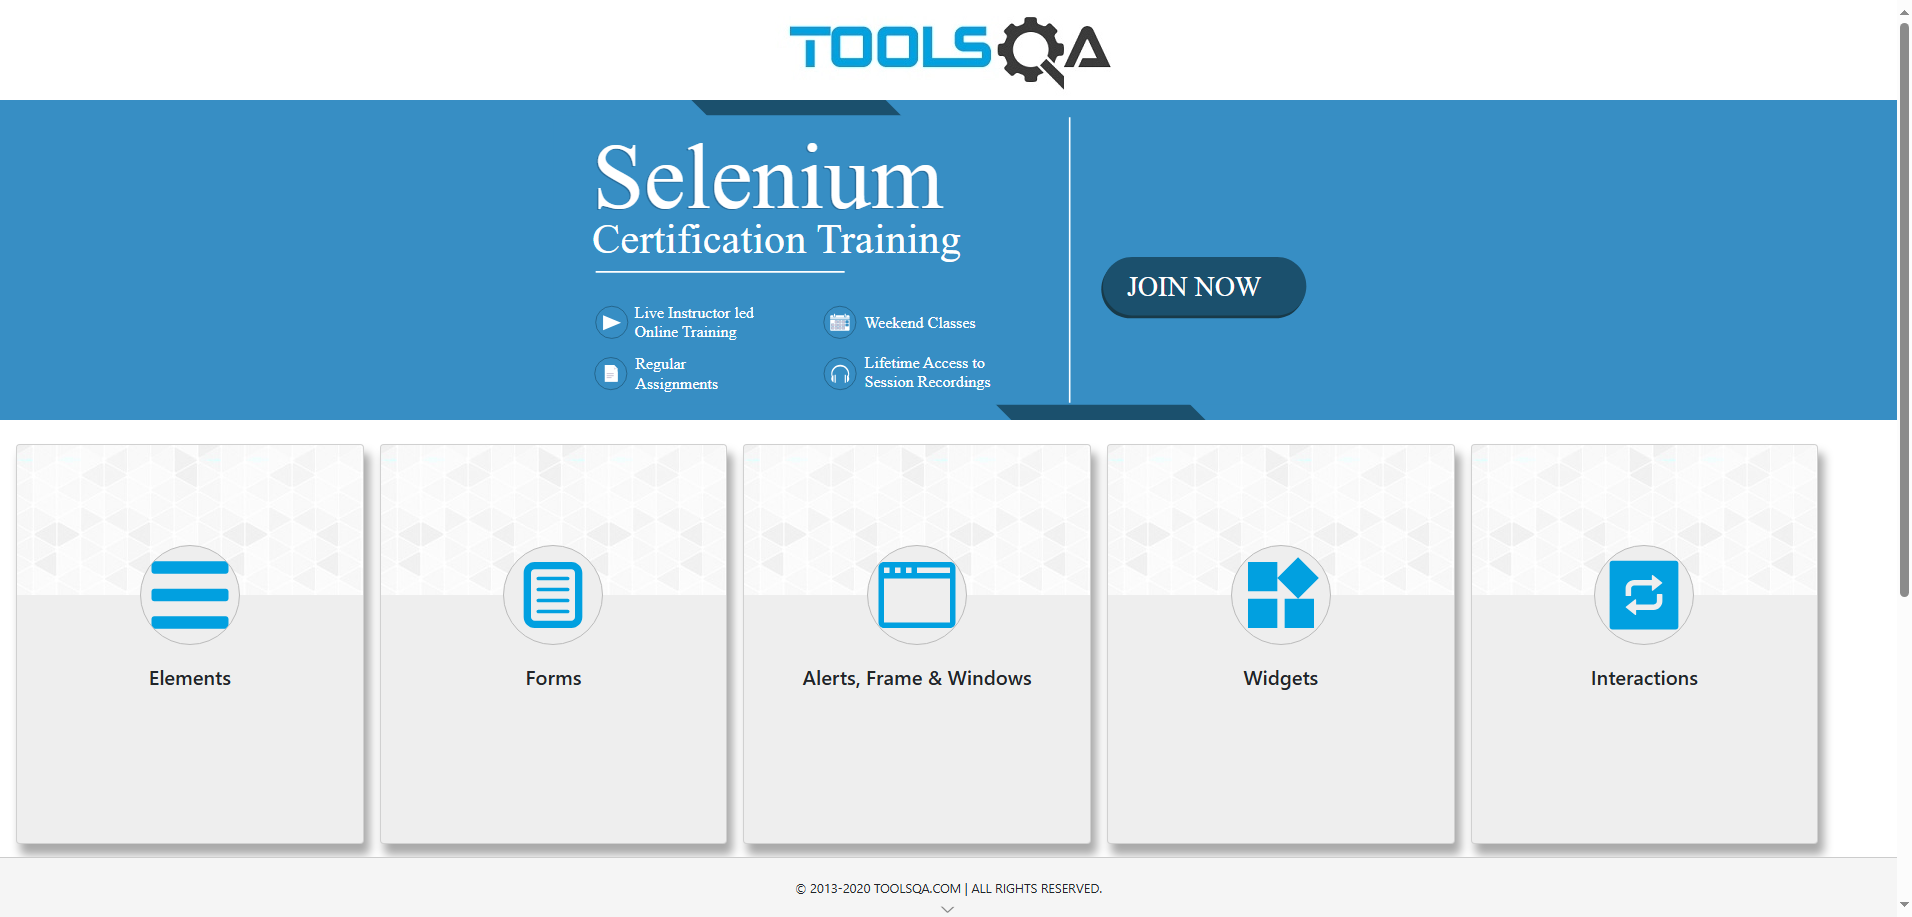 TOOLSQA
Selenium
Certification Training
JOIN NOW
Live Instructor led
Online Training
Weekend Classes
Regular
Assignments
Lifetime Access to
Session Recordings
Elements
Forms
Alerts, Frame & Windows
Widgets
Interactions
© 2013-2020 TOOLSQA.COM | ALL RIGHTS RESERVED.